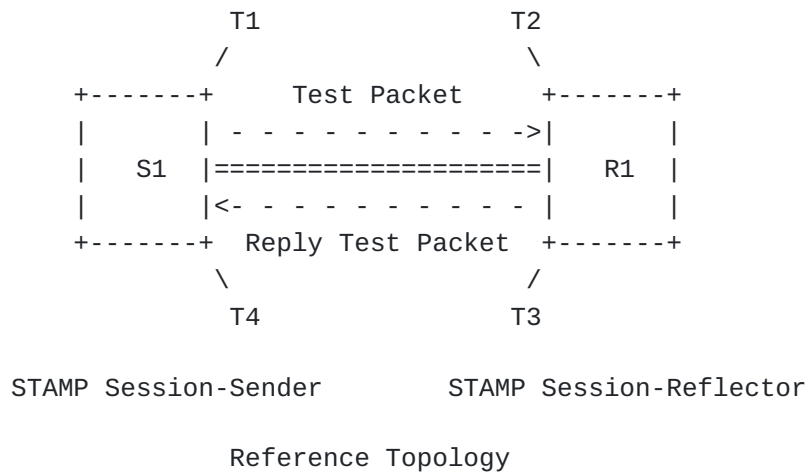 T1 T2
Test Packet
S1 R1
Reply Test Packet
T4 T3
STAMP Session-Sender STAMP Session-Reflector
Reference Topology